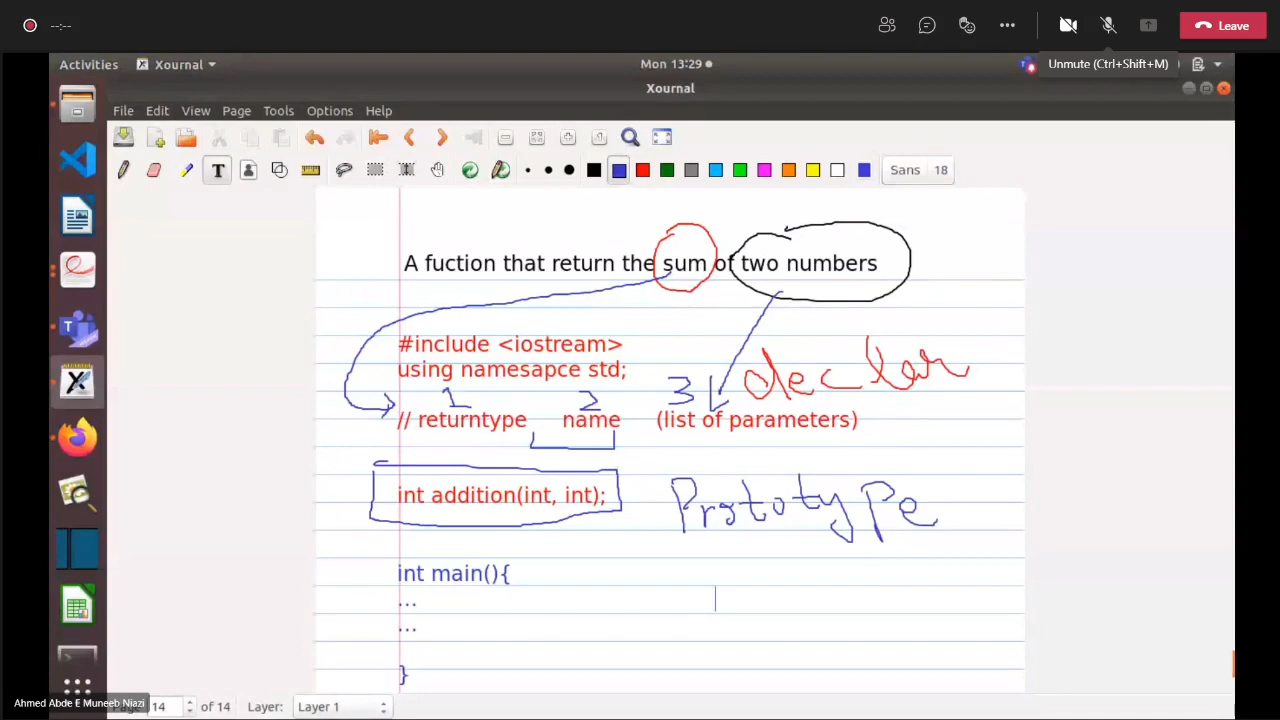 --:--
Leave
Activities
Xournal
Mon 13:29
Unmute (Ctrl+Shift+M)
Xournal
File Edit View Page Tools Options Help
Sans 18
A fuction that return the sum of two numbers
#include <iostream>
using namesapce std;
declar
1 2 3
// returntype name (list of parameters)
int addition(int, int);
Prototype
int main(){
...
...
}
Ahmed Abde E Muneeb Niazi
14 of 14 Layer: Layer 1